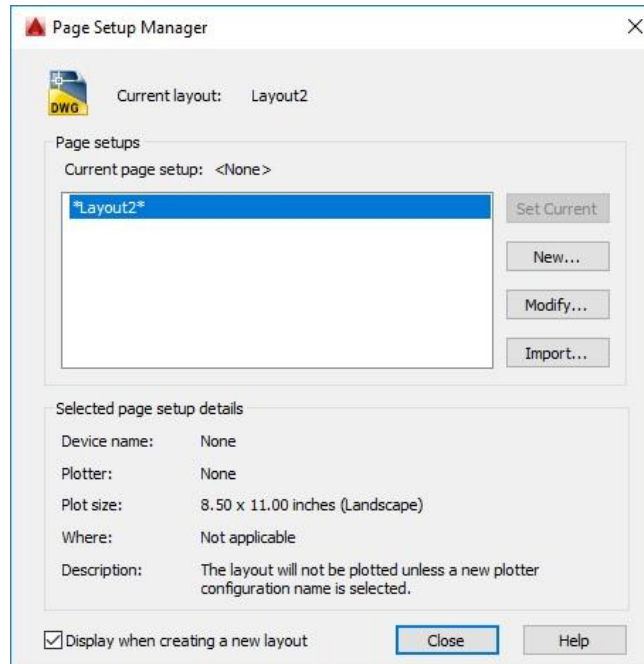 Page Setup Manager
DWG
Current layout: Layout2
Page setups
Current page setup: <None>
*Layout2*
Set Current
New...
Modify...
Import...
Selected page setup details
Device name: None
Plotter: None
Plot size: 8.50 x 11.00 inches (Landscape)
Where: Not applicable
Description: The layout will not be plotted unless a new plotter
configuration name is selected.
Display when creating a new layout
Close
Help